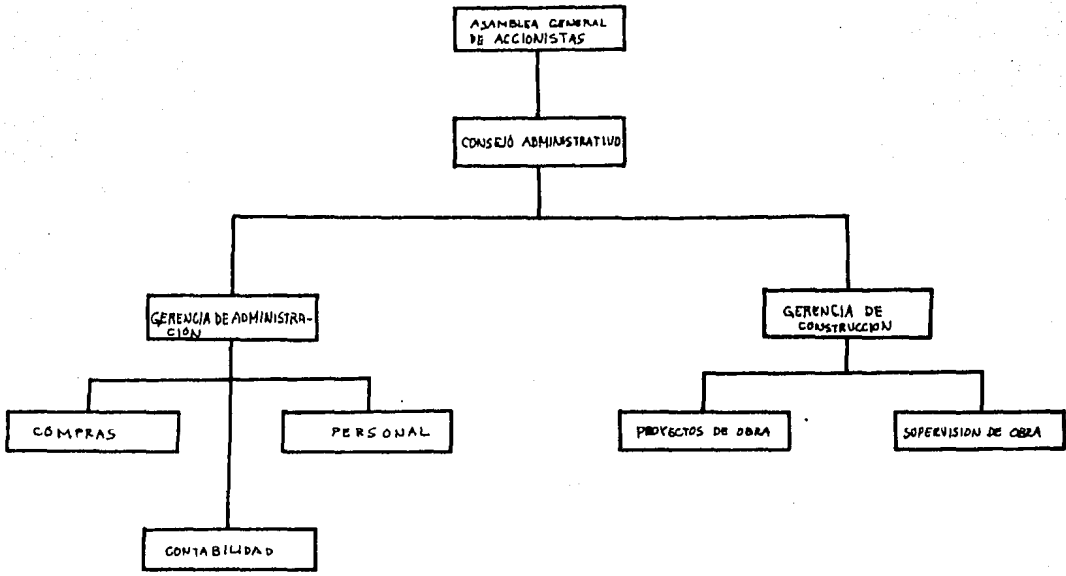 ASAMBLEA GENERAL
DE ACCIONISTAS
CONSEJO ADMINISTRATIVO
GERENCIA DE ADMINISTRA-
CIÓN
GERENCIA DE
CONSTRUCCION
COMPRAS
PERSONAL
PROYECTOS DE OBRA
SUPERVISION DE OBRA
CONTABILIDAD